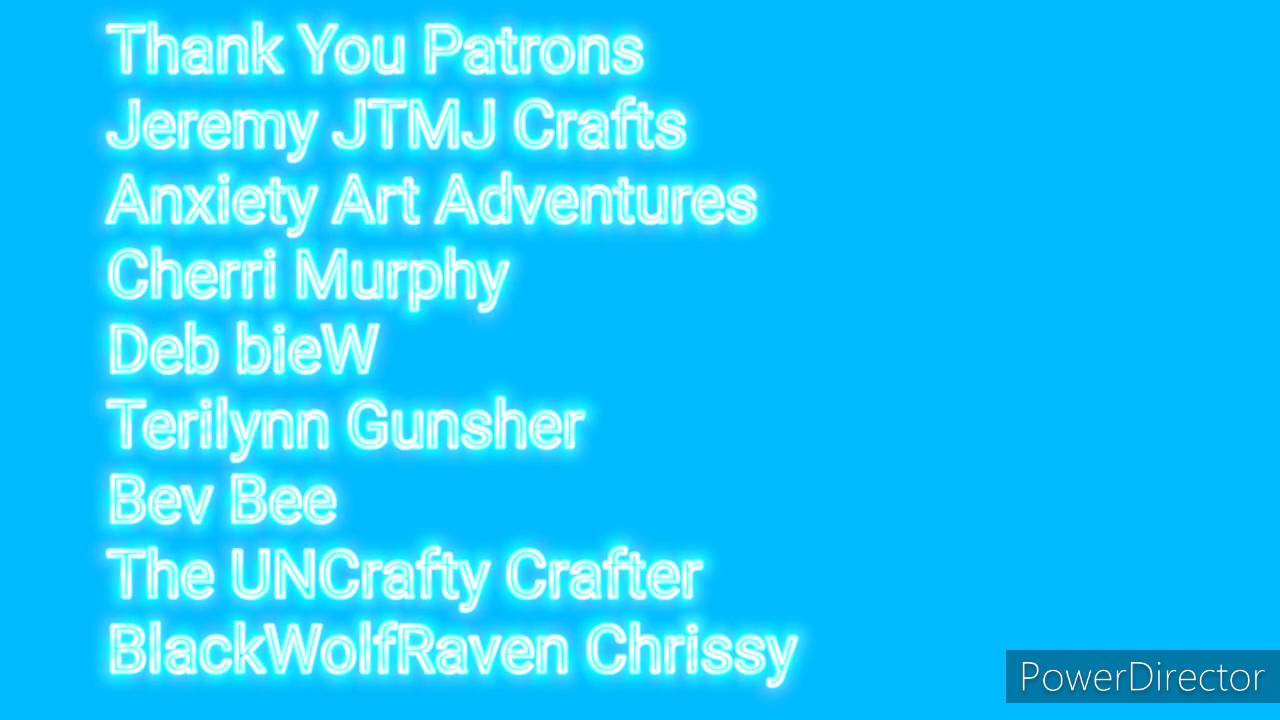 Thank You Patrons
Jeremy JTMJ Crafts
Anxiety Art Adventures
Cherri Murphy
Deb bieW
Terilynn Gunsher
Bev Bee
The UNCrafty Crafter
BlackWolfRaven Chrissy
PowerDirector